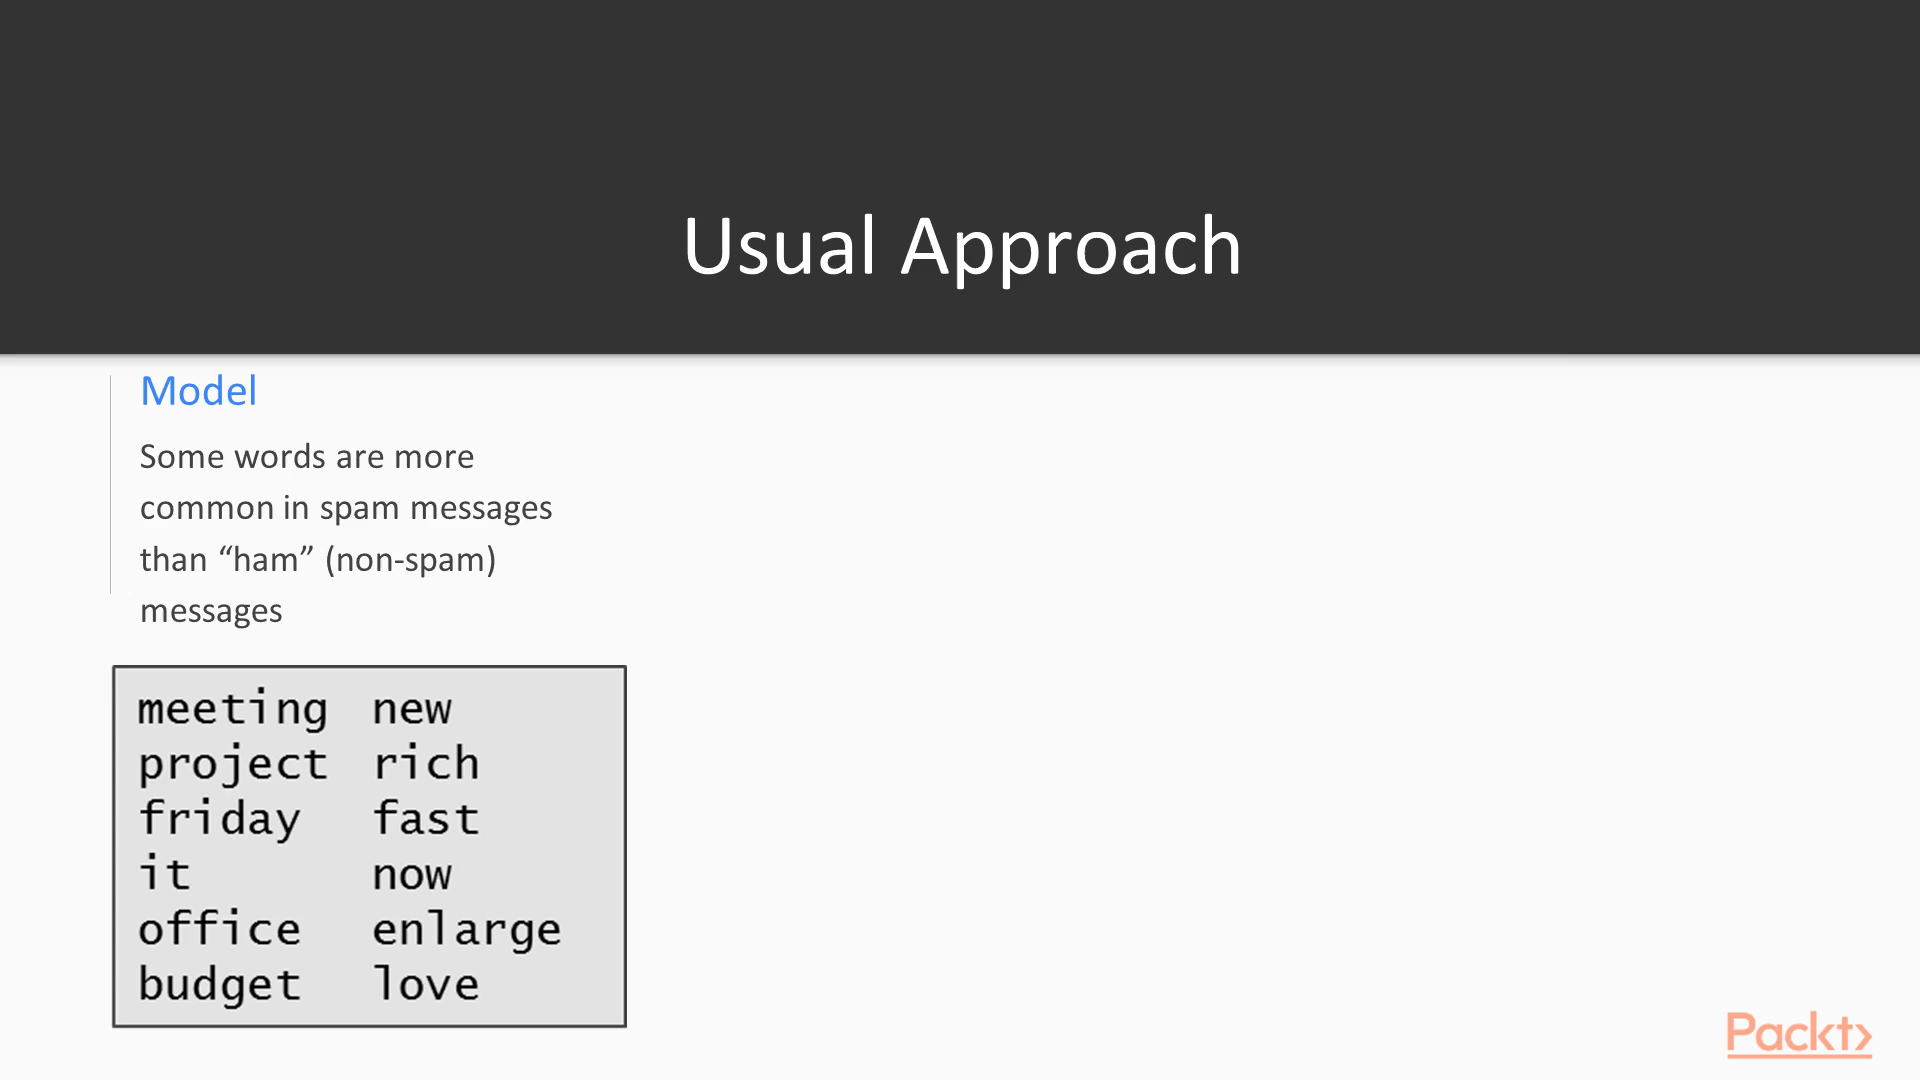 Usual Approach
Model
Some words are more
common in spam messages
than “ham” (non-spam)
messages
meeting new
project rich
friday fast
it now
office enlarge
budget love
Packt>